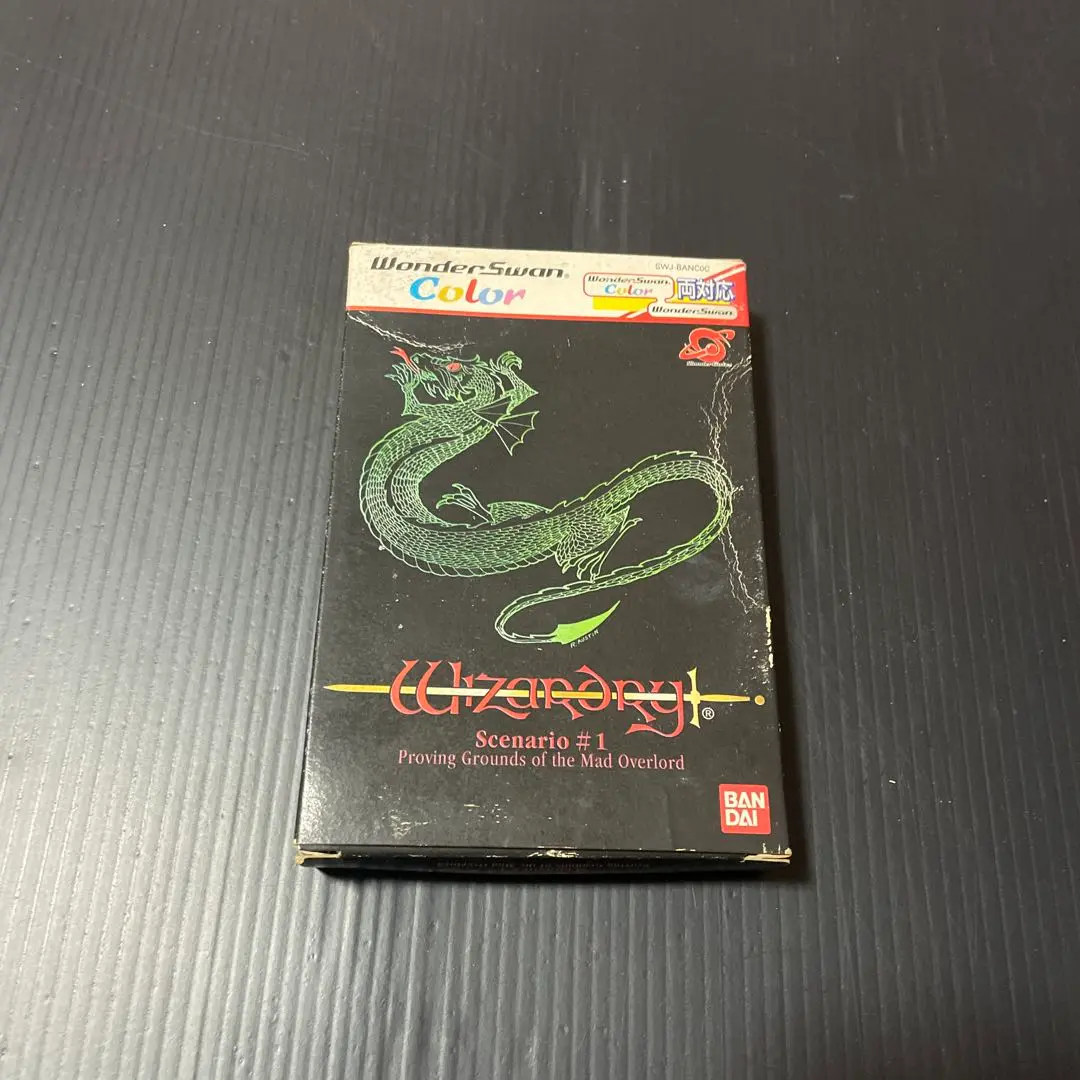 WonderSwan®
Color
SWJ-BANC0C
WonderSwan
Color
両対応
WonderSwan
R. AUSTIN
Wizardry®
Scenario #1
Proving Grounds of the Mad Overlord
BAN
DAI